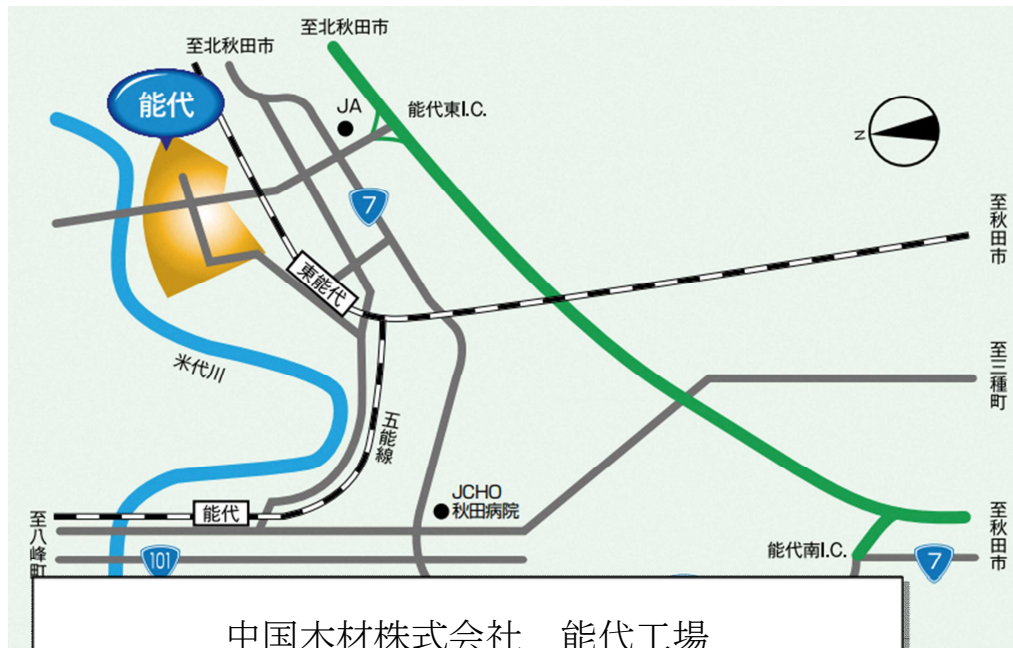 至北秋田市
至北秋田市
能代
JA
能代東I.C.
7
N
至秋田市
東能代
米代川
至三種町
五能線
JCHO
秋田病院
能代
至八峰町
101
能代南I.C.
7
至秋田市
中国木材株式会社　能代工場